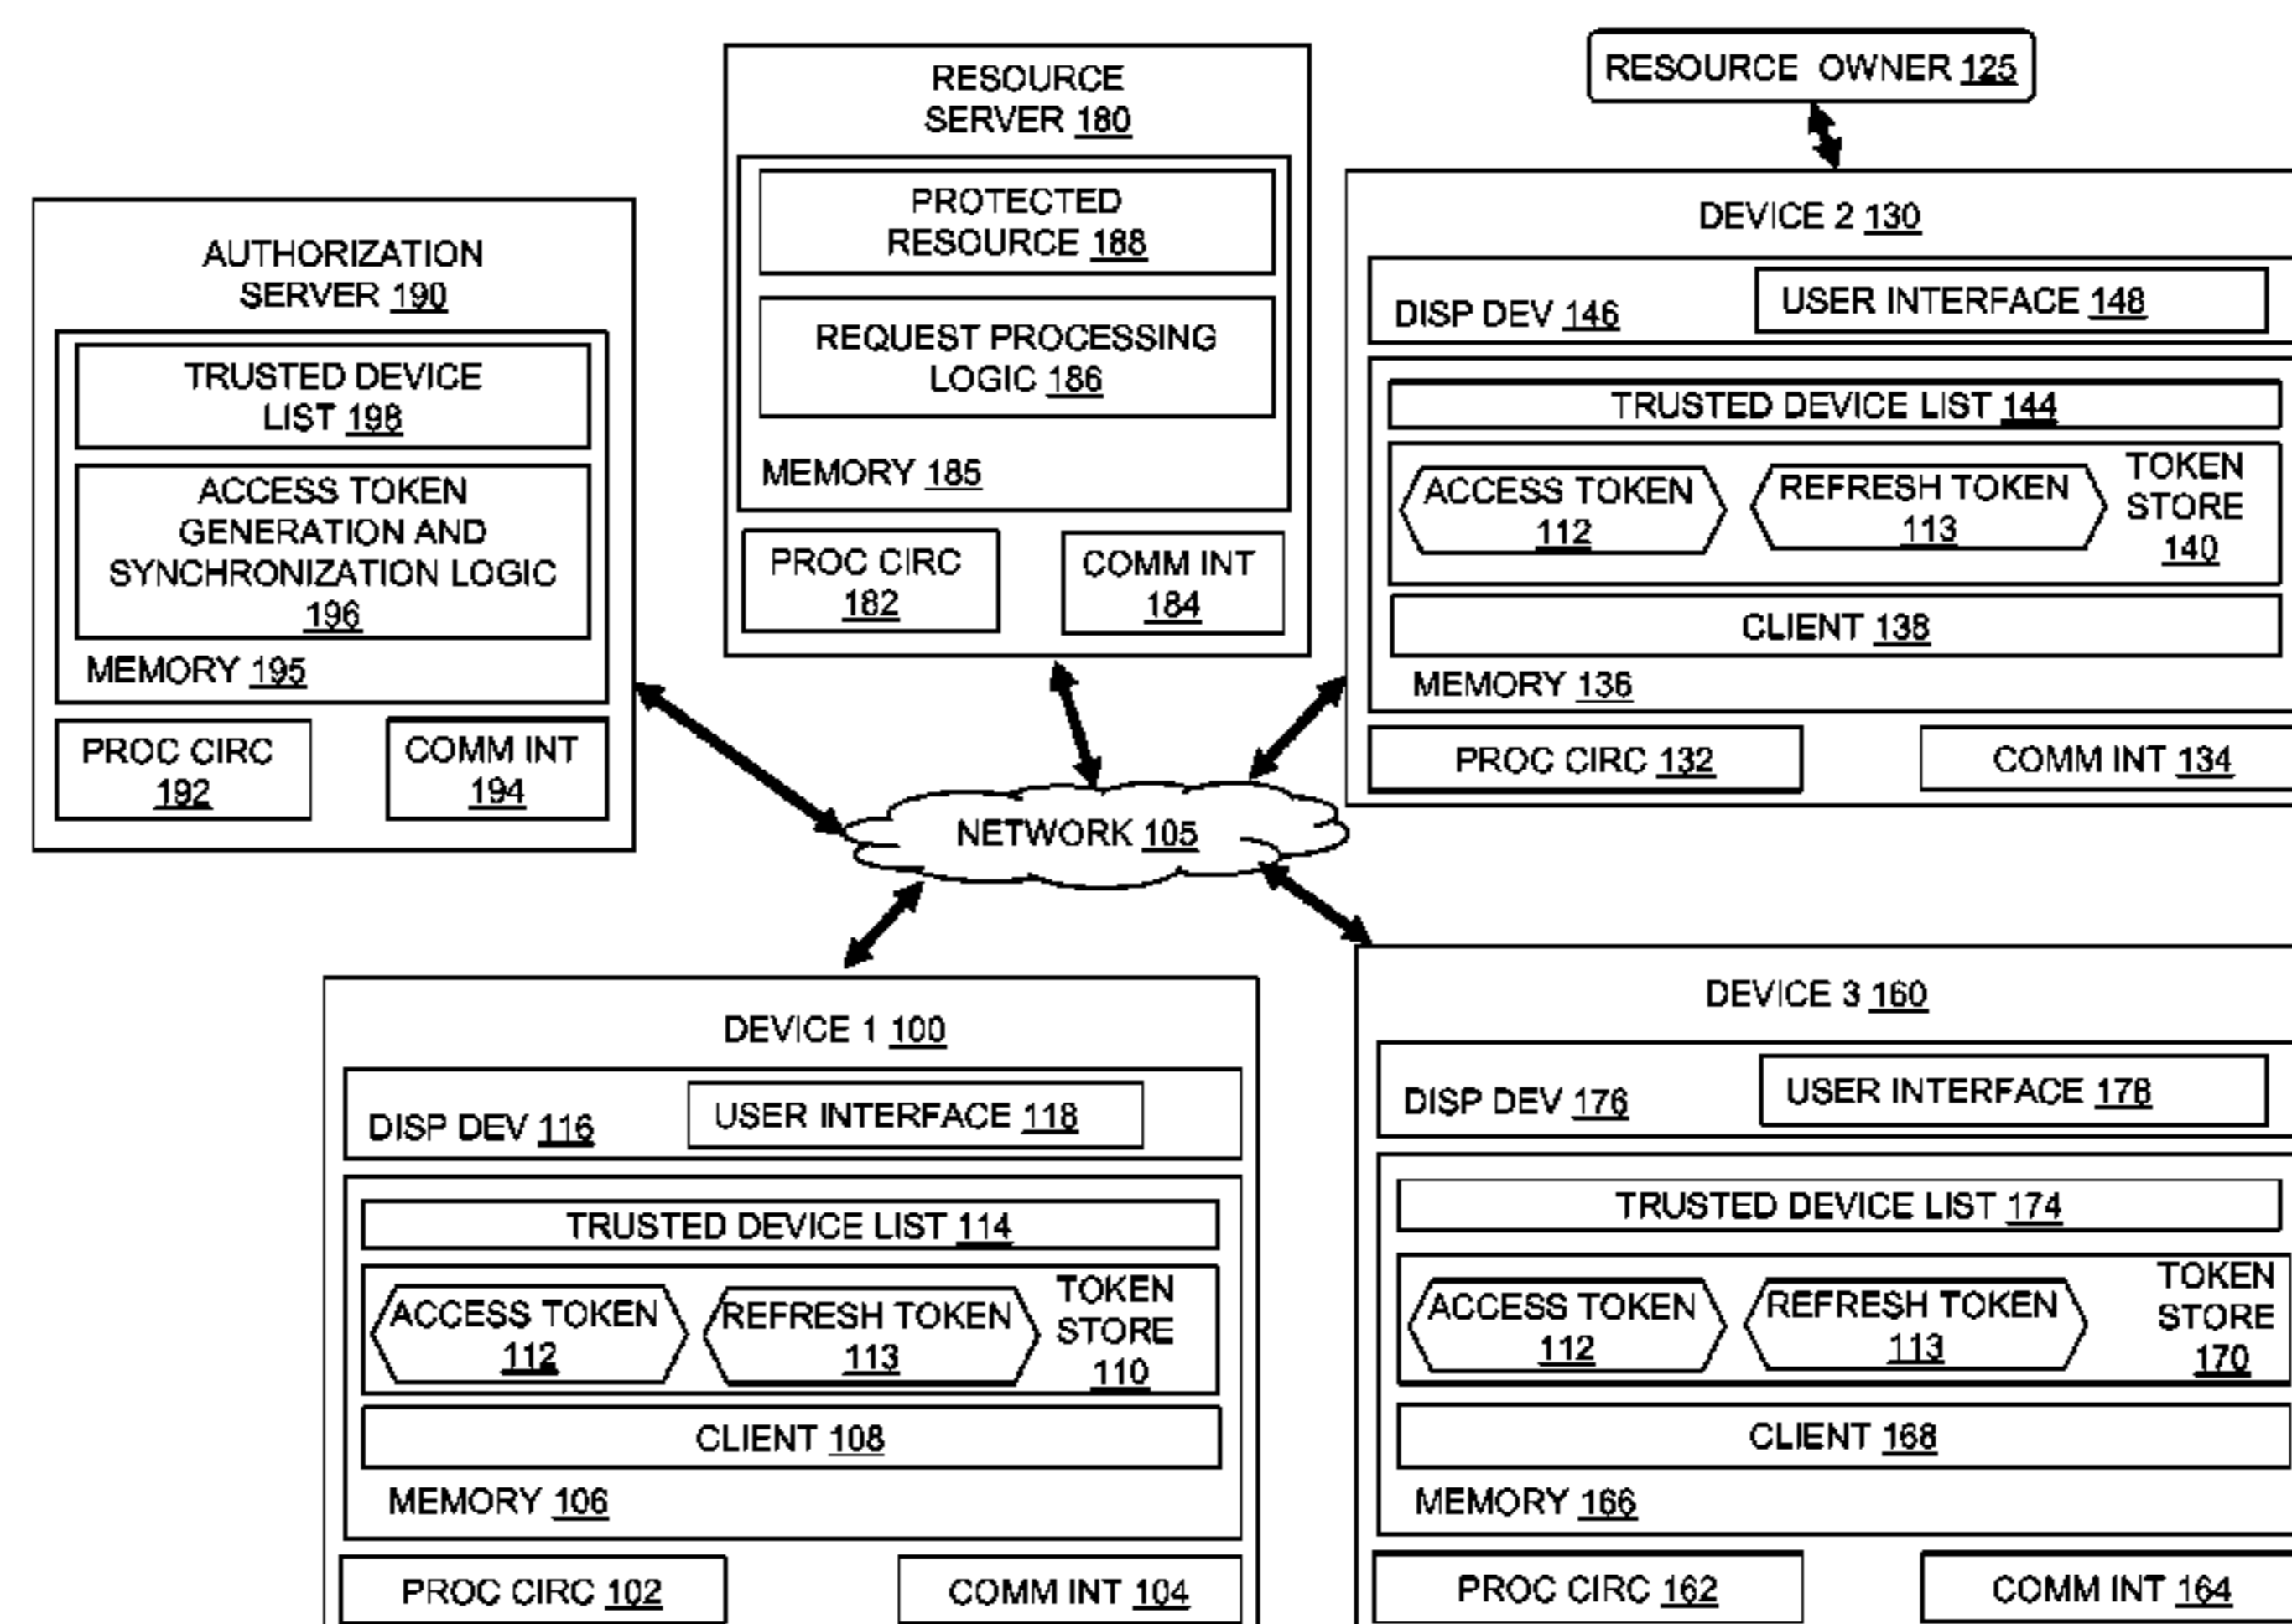 RESOURCE
SERVER 180
PROTECTED
RESOURCE 188
REQUEST PROCESSING
LOGIC 186
MEMORY 185
PROC CIRC
182
COMM INT
184
RESOURCE OWNER 125
AUTHORIZATION
SERVER 190
TRUSTED DEVICE
LIST 198
ACCESS TOKEN
GENERATION AND
SYNCHRONIZATION LOGIC
196
MEMORY 195
PROC CIRC
192
COMM INT
194
DEVICE 2 130
DISP DEV 146
USER INTERFACE 148
TRUSTED DEVICE LIST 144
ACCESS TOKEN
112
REFRESH TOKEN
113
TOKEN
STORE
140
CLIENT 138
MEMORY 136
PROC CIRC 132
COMM INT 134
NETWORK 105
DEVICE 1 100
DISP DEV 116
USER INTERFACE 118
TRUSTED DEVICE LIST 114
ACCESS TOKEN
112
REFRESH TOKEN
113
TOKEN
STORE
110
CLIENT 108
MEMORY 106
PROC CIRC 102
COMM INT 104
DEVICE 3 160
DISP DEV 176
USER INTERFACE 178
TRUSTED DEVICE LIST 174
ACCESS TOKEN
112
REFRESH TOKEN
113
TOKEN
STORE
170
CLIENT 168
MEMORY 166
PROC CIRC 162
COMM INT 164